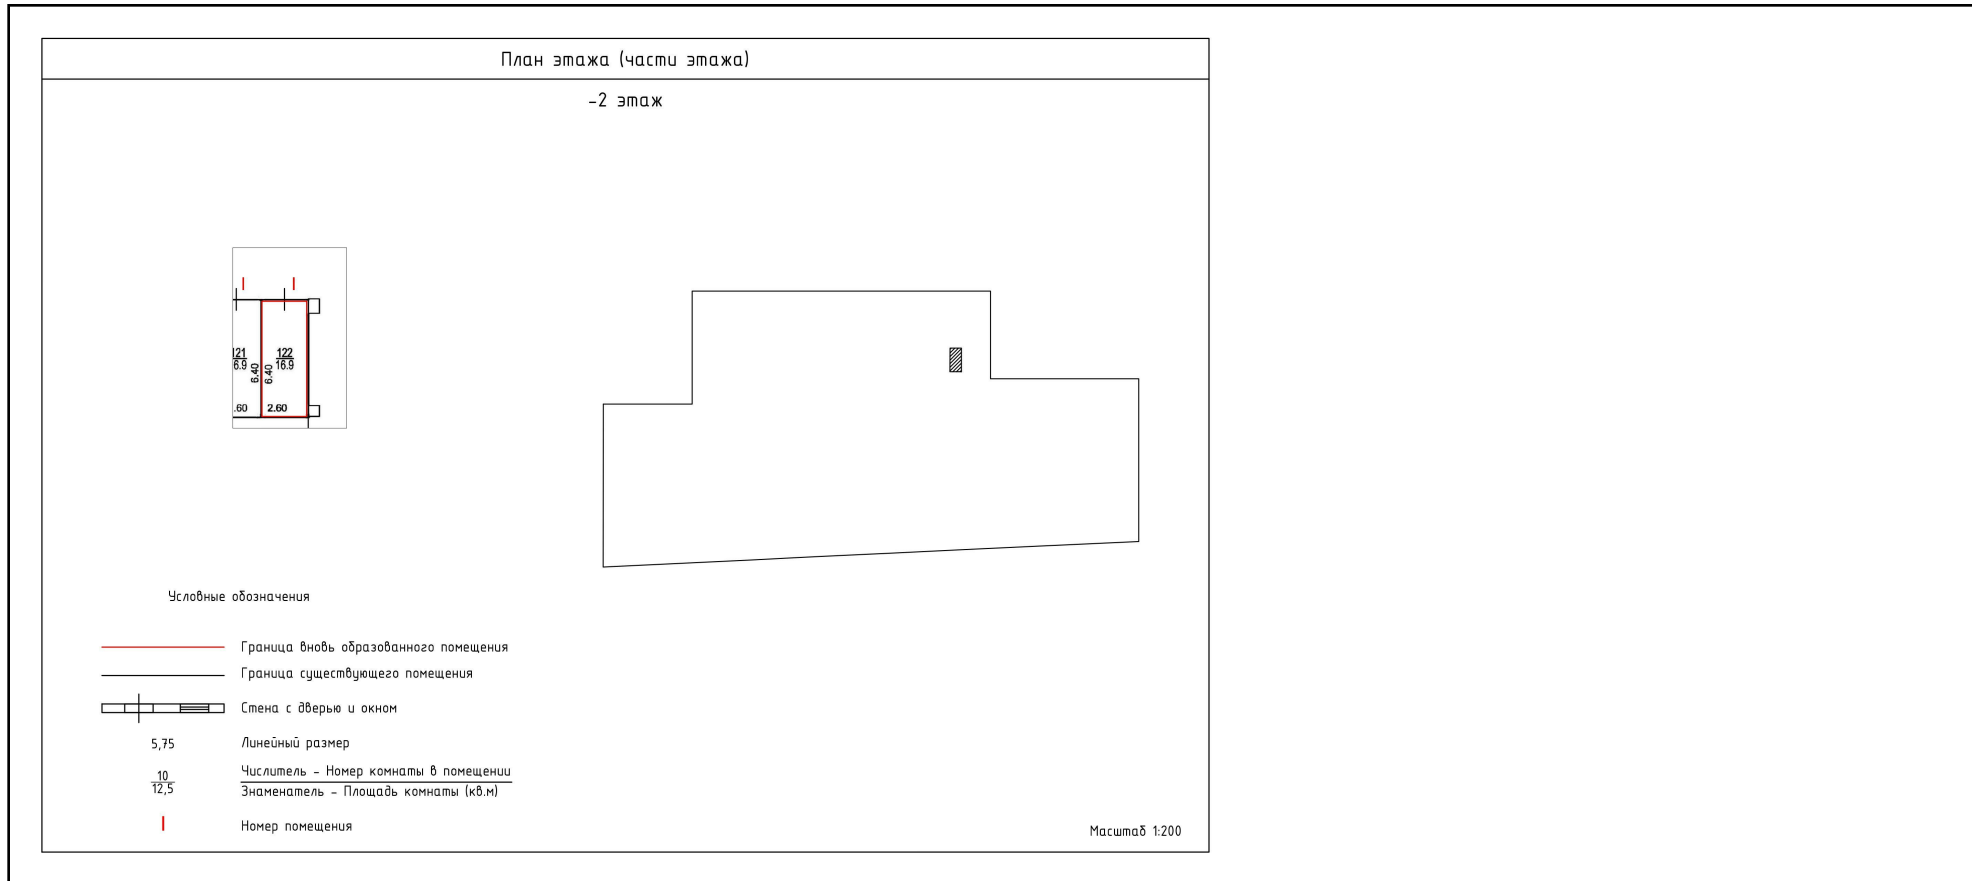 План этажа (части этажа)
-2 этаж
I I
121 122
6.9 16.9
6.40 6.40
.60 2.60
Условные обозначения
Граница вновь образованного помещения
Граница существующего помещения
Стена с дверью и окном
5,75 Линейный размер
10 Числитель - Номер комнаты в помещении
12,5 Знаменатель - Площадь комнаты (кв.м)
I Номер помещения
Масштаб 1:200